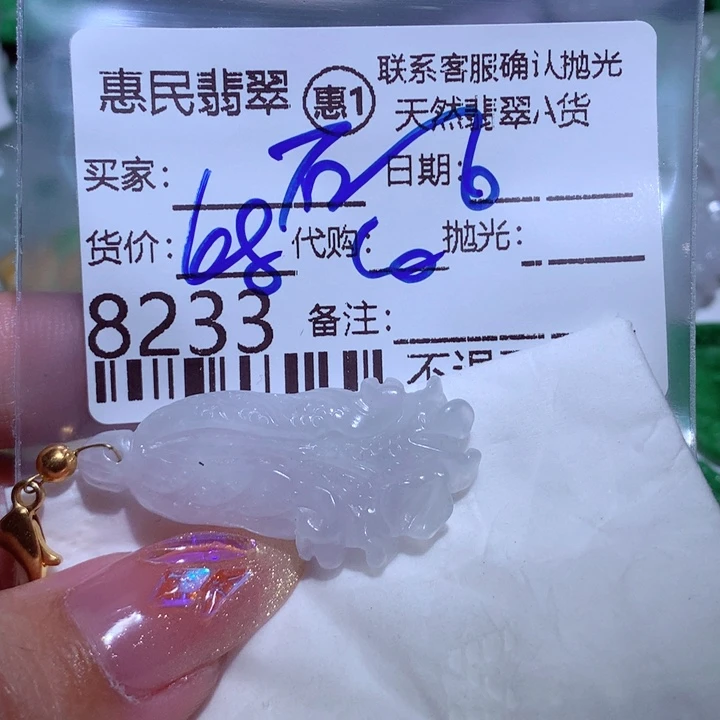 惠民翡翠 惠1 联系客服确认抛光
天然翡翠A货
买家: 日期:
货价: 68 代购: 抛光:
8233 备注: